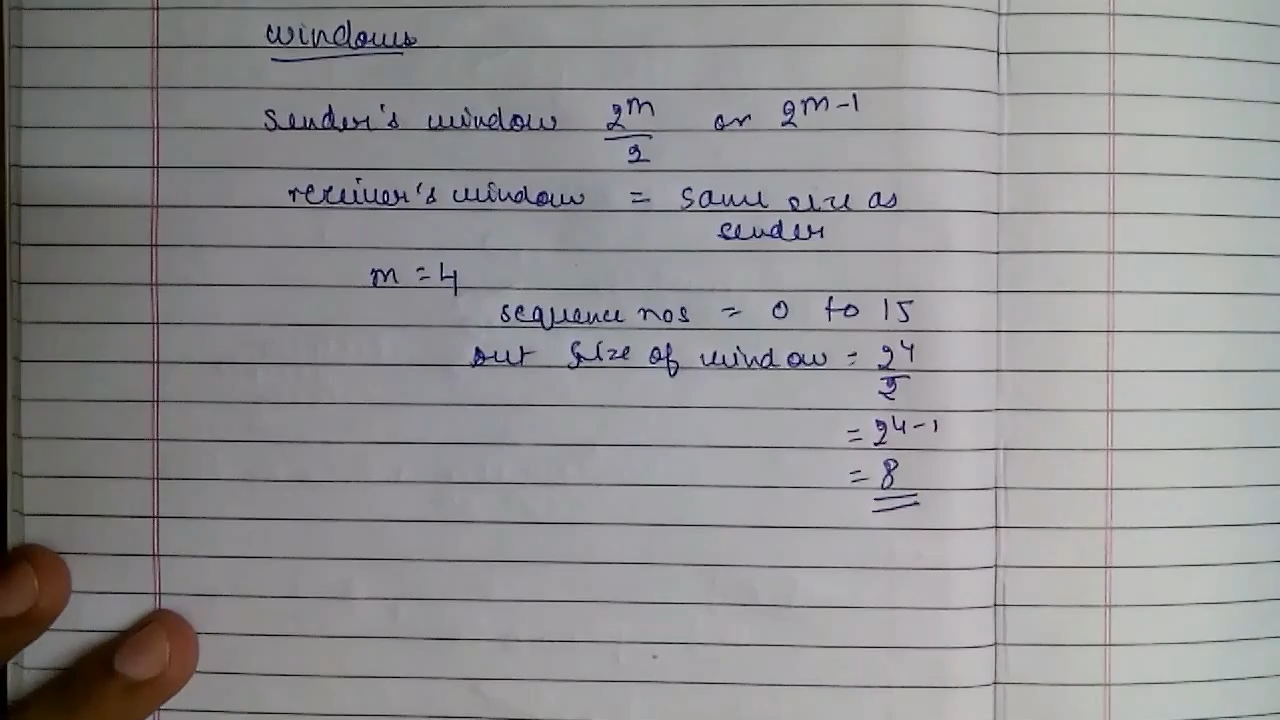 windows
sender's window 2^m/2 or 2^m-1
receiver's window = same size as
sender
m = 4
sequence nos = 0 to 15
but size of window = 2^4/2
= 2^4-1
= 8